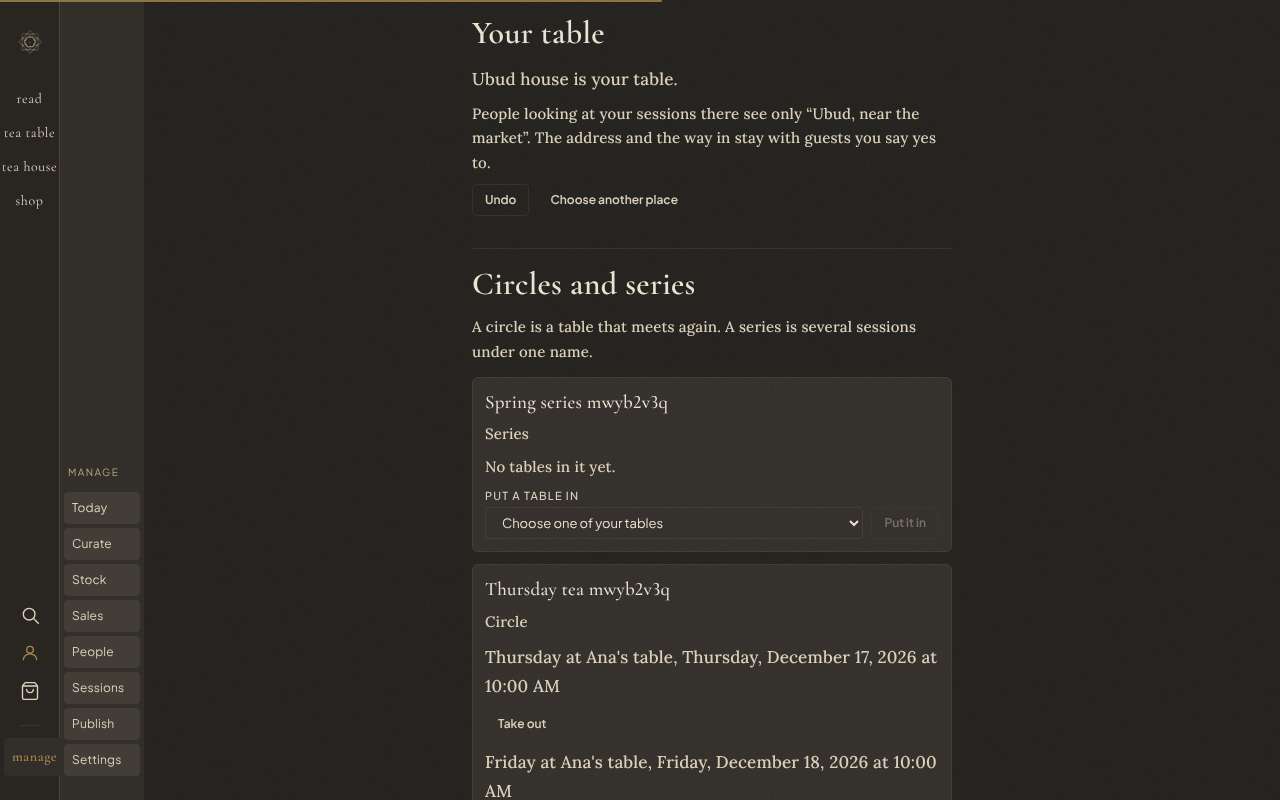 read
tea table
tea house
shop
MANAGE
Today
Curate
Stock
Sales
People
Sessions
Publish
Settings
manage
Your table
Ubud house is your table.
People looking at your sessions there see only “Ubud, near the
market”. The address and the way in stay with guests you say yes
to.
Undo
Choose another place
Circles and series
A circle is a table that meets again. A series is several sessions
under one name.
Spring series mwyb2v3q
Series
No tables in it yet.
PUT A TABLE IN
Choose one of your tables
Put it in
Thursday tea mwyb2v3q
Circle
Thursday at Ana's table, Thursday, December 17, 2026 at
10:00 AM
Take out
Friday at Ana's table, Friday, December 18, 2026 at 10:00
AM